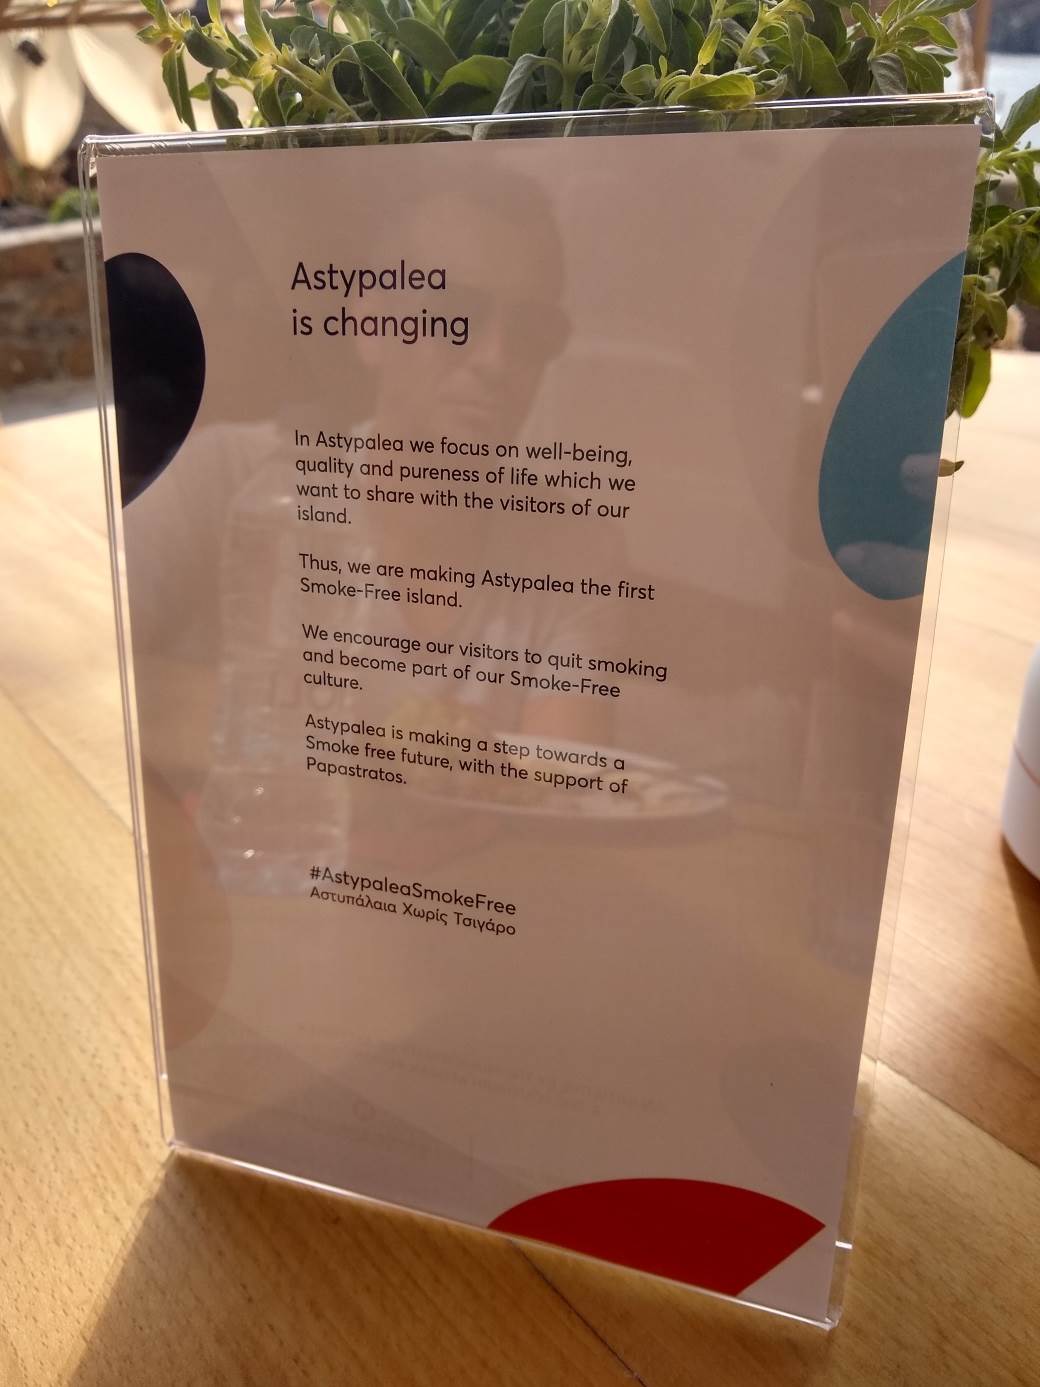 Astypalea
is changing
In Astypalea we focus on well-being,
quality and pureness of life which we
want to share with the visitors of our
island.
Thus, we are making Astypalea the first
Smoke-Free island.
We encourage our visitors to quit smoking
and become part of our Smoke-Free
culture.
Astypalea is making a step towards a
Smoke free future, with the support of
Papastratos.
#AstypaleaSmokeFree
Αστυπάλαια Χωρίς Τσιγάρο